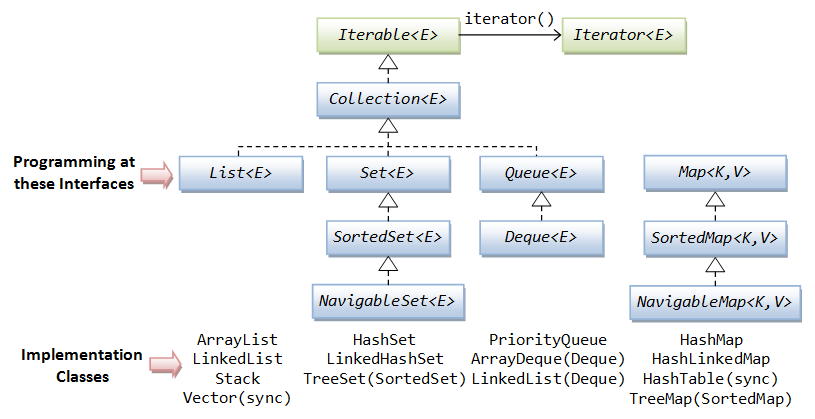 iterator()
Iterable<E>
Iterator<E>
Collection<E>
Programming at
these Interfaces
List<E>
Set<E>
Queue<E>
Map<K,V>
SortedSet<E>
Deque<E>
SortedMap<K,V>
NavigableSet<E>
NavigableMap<K,V>
Implementation
Classes
ArrayList
LinkedList
Stack
Vector(sync)
HashSet
LinkedHashSet
TreeSet(SortedSet)
PriorityQueue
ArrayDeque(Deque)
LinkedList(Deque)
HashMap
HashLinkedMap
HashTable(sync)
TreeMap(SortedMap)